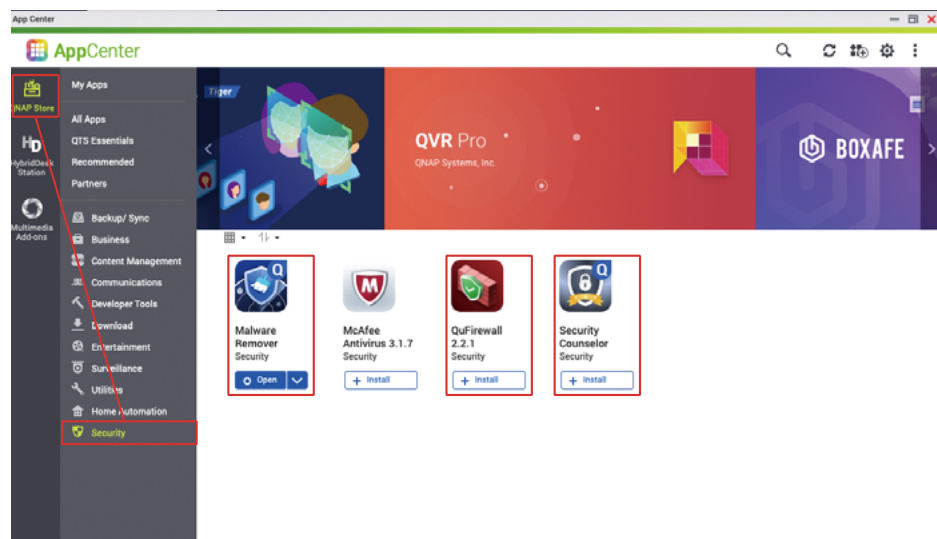 App Center
AppCenter
QNAP Store
HybridDesk
Station
Multimedia
Add-ons
My Apps
All Apps
QTS Essentials
Recommended
Partners
Backup/ Sync
Business
Content Management
Communications
Developer Tools
Download
Entertainment
Surveillance
Utilities
Home Automation
Security
Tiger
QVR Pro
QNAP Systems, Inc.
BOXAFE
Malware
Remover
Security
Open
McAfee
Antivirus 3.1.7
Security
+ Install
QuFirewall
2.2.1
Security
+ Install
Security
Counselor
Security
+ Install